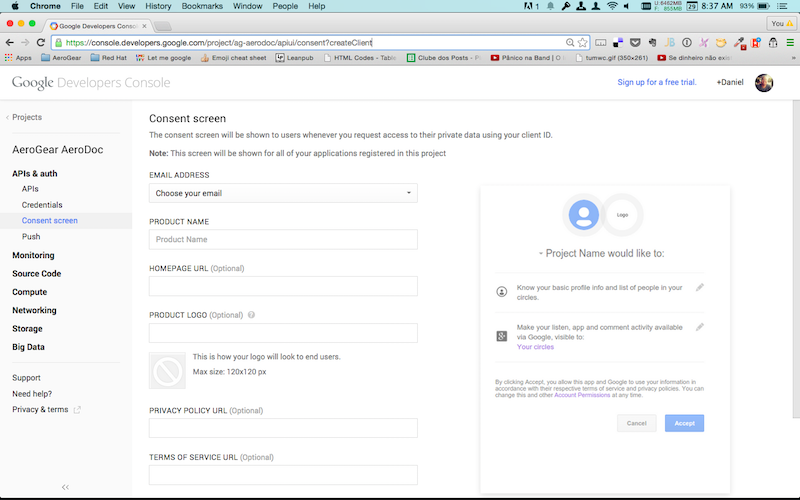 Chrome File Edit View History Bookmarks Window People Help
1
U: 6462MB
F: 855MB
29
8:37 AM
93%
Google Developers Conso
You
https://console.developers.google.com/project/ag-aerodoc/apiui/consent?createClient
Apps AeroGear Red Hat Let me google Emoji cheat sheet Leanpub HTML Codes - Table Clube dos Posts - P Pânico na Band | O s tumwc.gif (350×261) Se dinheiro não exis
Google Developers Console
Sign up for a free trial.
+Daniel
Projects
AeroGear AeroDoc
APIs & auth
APIs
Credentials
Consent screen
Push
Monitoring
Source Code
Compute
Networking
Storage
Big Data
Support
Need help?
Privacy & terms
Consent screen
The consent screen will be shown to users whenever you request access to their private data using your client ID.
Note: This screen will be shown for all of your applications registered in this project
EMAIL ADDRESS
Choose your email
PRODUCT NAME
Product Name
HOMEPAGE URL (Optional)
PRODUCT LOGO (Optional)
This is how your logo will look to end users.
Max size: 120x120 px
PRIVACY POLICY URL (Optional)
TERMS OF SERVICE URL (Optional)
Logo
- Project Name would like to:
Know your basic profile info and list of people in your
circles.
Make your listen, app and comment activity available
via Google, visible to:
Your circles
By clicking Accept, you allow this app and Google to use your information in
accordance with their respective terms of service and privacy policies. You can
change this and other Account Permissions at any time.
Cancel
Accept